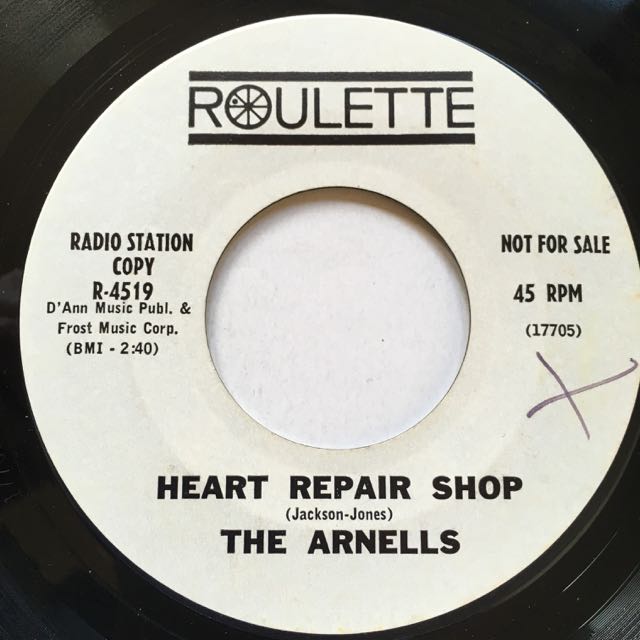 ROULETTE
RADIO STATION
COPY
R-4519
D'Ann Music Publ. &
Frost Music Corp.
(BMI - 2:40)
NOT FOR SALE
45 RPM
(17705)
X
HEART REPAIR SHOP
(Jackson-Jones)
THE ARNELLS